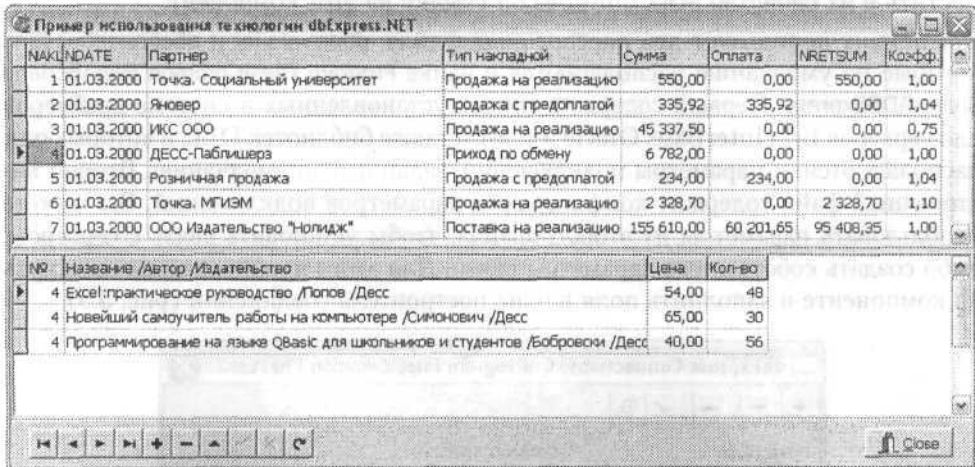 Пример использования технологии dbExpress.NET
NAKL NDATE Партнер Тип накладной Сумма Оплата NRETSUM Коэфф.
1 01.03.2000 Точка. Социальный университет Продажа на реализацию 550,00 0,00 550,00 1,00
2 01.03.2000 Яновер Продажа с предоплатой 335,92 335,92 0,00 1,04
3 01.03.2000 ИКС ООО Продажа на реализацию 45 337,50 0,00 0,00 0,75
4 01.03.2000 ДЕСС-Паблишерз Приход по обмену 6 782,00 0,00 0,00 1,00
5 01.03.2000 Розничная продажа Продажа с предоплатой 234,00 234,00 0,00 1,04
6 01.03.2000 Точка. МГИЭМ Продажа на реализацию 2 328,70 0,00 2 328,70 1,10
7 01.03.2000 ООО Издательство "Нолидж" Поставка на реализацию 155 610,00 60 201,65 95 408,35 1,00
№ Название /Автор /Издательство Цена Кол-во
4 Excel:практическое руководство /Попов /Десс 54,00 48
4 Новейший самоучитель работы на компьютере /Симонович /Десс 65,00 30
4 Программирование на языке QBasic для школьников и студентов /Бобровски /Десс 40,00 56
Close